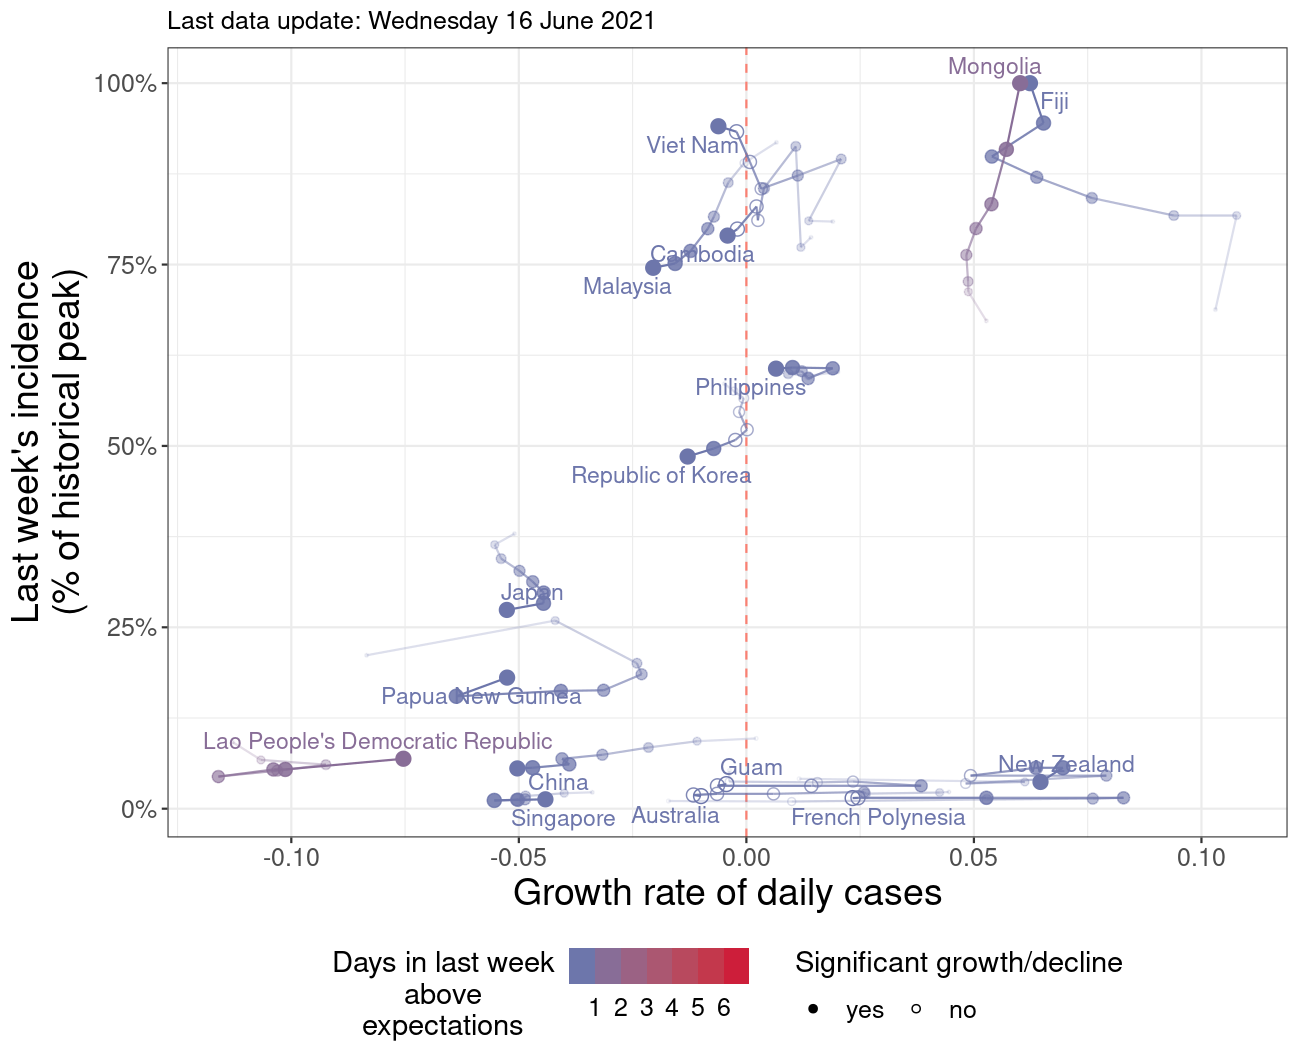 Last data update: Wednesday 16 June 2021
Last week's incidence
(% of historical peak)
100%
75%
50%
25%
0%
Mongolia
Fiji
Viet Nam
Cambodia
Malaysia
Philippines
Republic of Korea
Japan
Papua New Guinea
Lao People's Democratic Republic
China
Singapore
Guam
Australia
New Zealand
French Polynesia
-0.10 -0.05 0.00 0.05 0.10
Growth rate of daily cases
Days in last week
above
expectations
1 2 3 4 5 6
Significant growth/decline
yes no